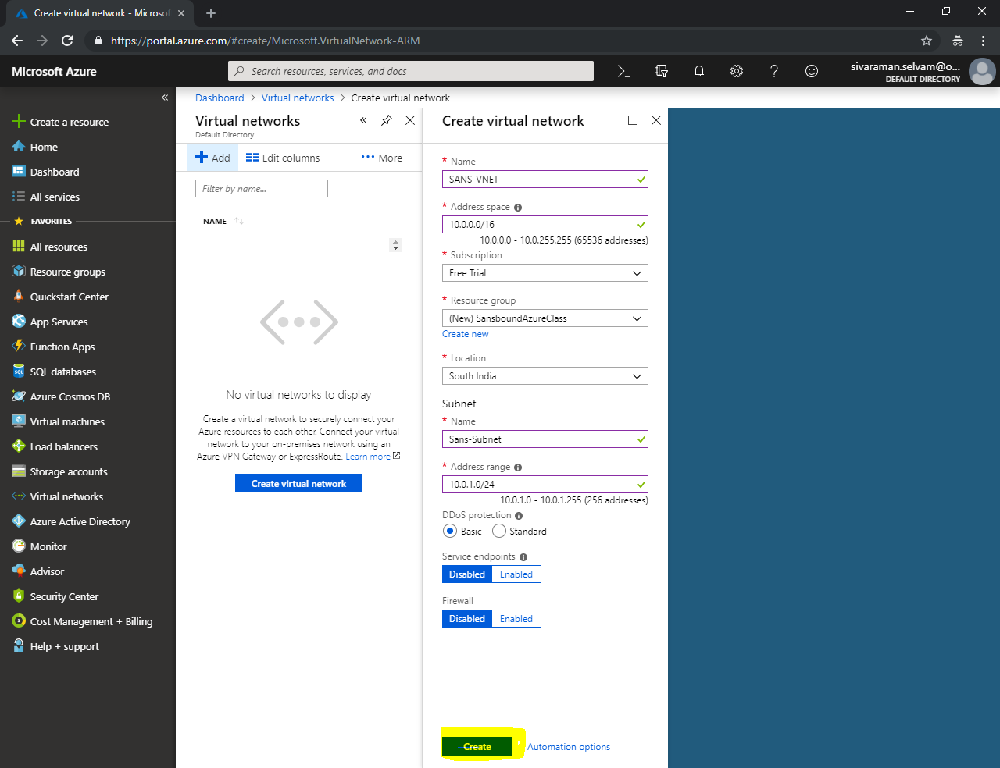 Create virtual network - Microsof
https://portal.azure.com/#create/Microsoft.VirtualNetwork-ARM
Microsoft Azure
Search resources, services, and docs
sivaraman.selvam@o...
DEFAULT DIRECTORY
Create a resource
Home
Dashboard
All services
FAVORITES
All resources
Resource groups
Quickstart Center
App Services
Function Apps
SQL databases
Azure Cosmos DB
Virtual machines
Load balancers
Storage accounts
Virtual networks
Azure Active Directory
Monitor
Advisor
Security Center
Cost Management + Billing
Help + support
Dashboard > Virtual networks > Create virtual network
Virtual networks
Default Directory
Add Edit columns ••• More
Filter by name...
NAME
No virtual networks to display
Create a virtual network to securely connect your
Azure resources to each other. Connect your virtual
network to your on-premises network using an
Azure VPN Gateway or ExpressRoute. Learn more
Create virtual network
Create virtual network
* Name
SANS-VNET
* Address space
10.0.0.0/16
10.0.0.0 - 10.0.255.255 (65536 addresses)
* Subscription
Free Trial
* Resource group
(New) SansboundAzureClass
Create new
* Location
South India
Subnet
* Name
Sans-Subnet
* Address range
10.0.1.0/24
10.0.1.0 - 10.0.1.255 (256 addresses)
DDoS protection
Basic Standard
Service endpoints
Disabled Enabled
Firewall
Disabled Enabled
Create Automation options